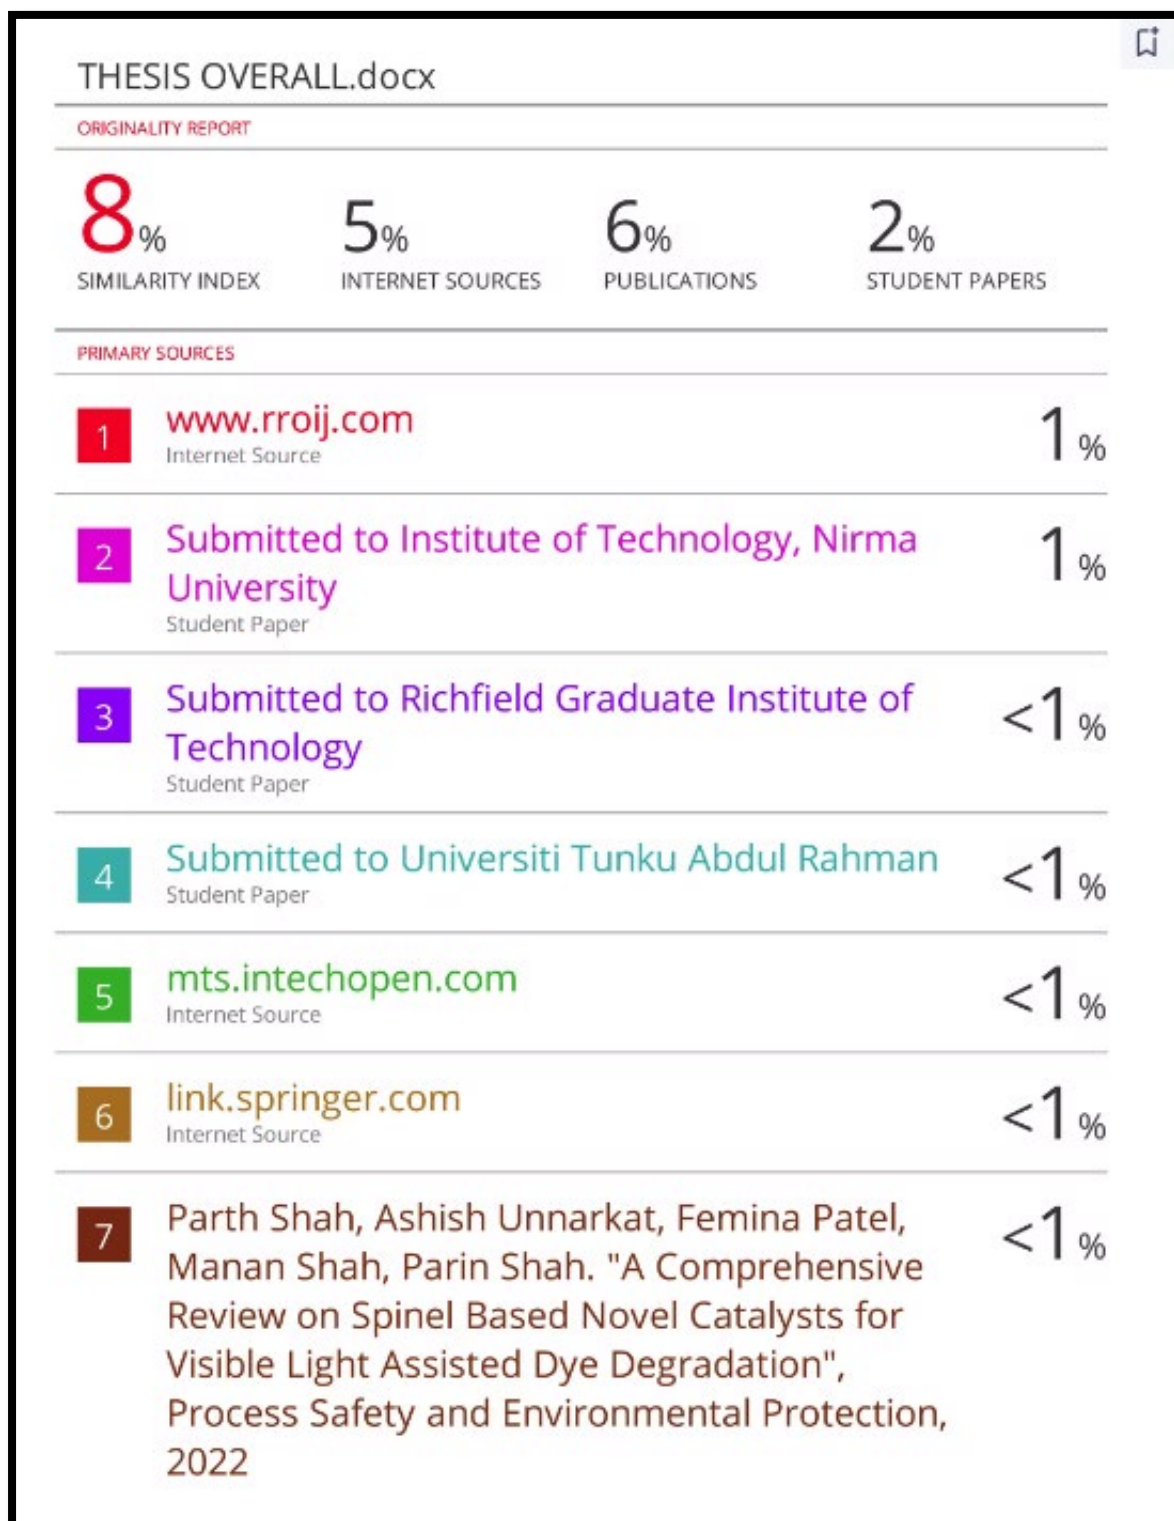 THESIS OVERALL.docx
ORIGINALITY REPORT
8% 5% 6% 2%
SIMILARITY INDEX INTERNET SOURCES PUBLICATIONS STUDENT PAPERS
PRIMARY SOURCES
1 www.rroij.com 1%
Internet Source
2 Submitted to Institute of Technology, Nirma 1%
University
Student Paper
3 Submitted to Richfield Graduate Institute of <1%
Technology
Student Paper
4 Submitted to Universiti Tunku Abdul Rahman <1%
Student Paper
5 mts.intechopen.com <1%
Internet Source
6 link.springer.com <1%
Internet Source
7 Parth Shah, Ashish Unnarkat, Femina Patel, <1%
Manan Shah, Parin Shah. "A Comprehensive
Review on Spinel Based Novel Catalysts for
Visible Light Assisted Dye Degradation",
Process Safety and Environmental Protection,
2022